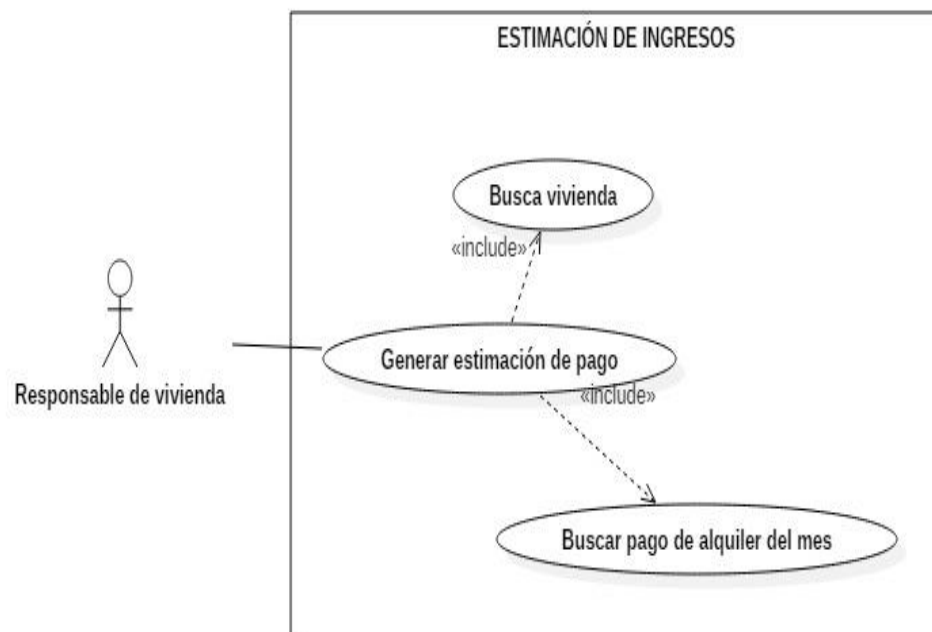 ESTIMACIÓN DE INGRESOS
Busca vivienda
«include»
Generar estimación de pago
«include»
Responsable de vivienda
Buscar pago de alquiler del mes